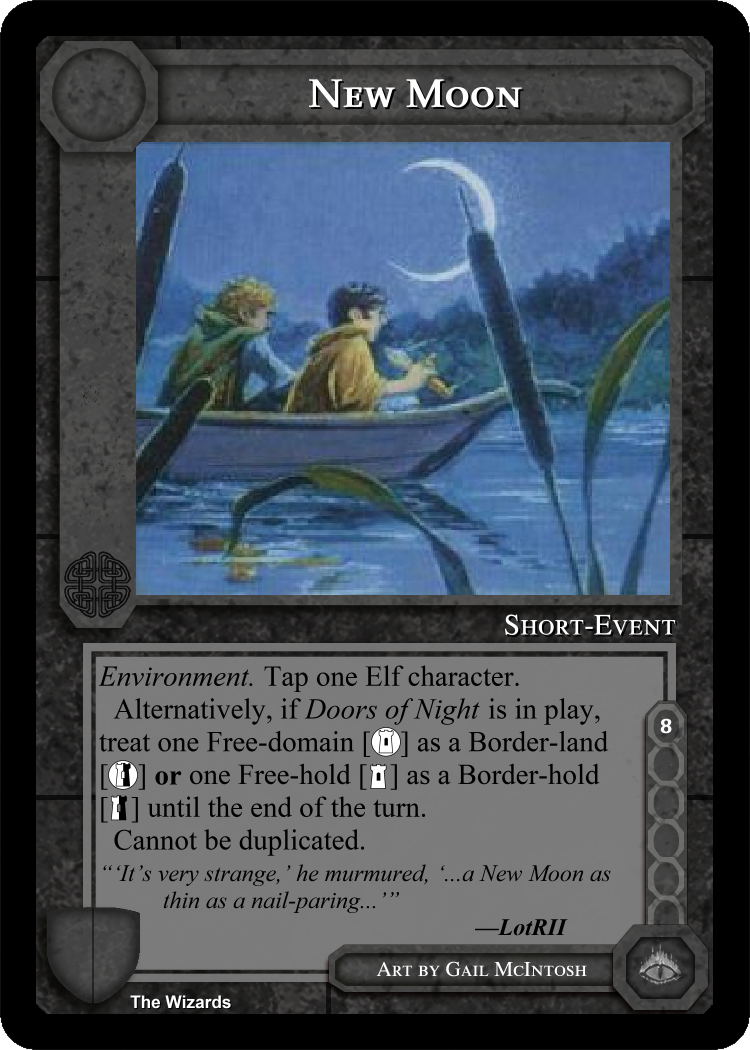 New Moon
Short-Event
Environment. Tap one Elf character.
Alternatively, if Doors of Night is in play,
treat one Free-domain [ ] as a Border-land
[ ] or one Free-hold [ ] as a Border-hold
[ ] until the end of the turn.
Cannot be duplicated.
8
“‘It’s very strange,’ he murmured, ‘...a New Moon as
thin as a nail-paring...’”
—LotRII
Art by Gail McIntosh
The Wizards